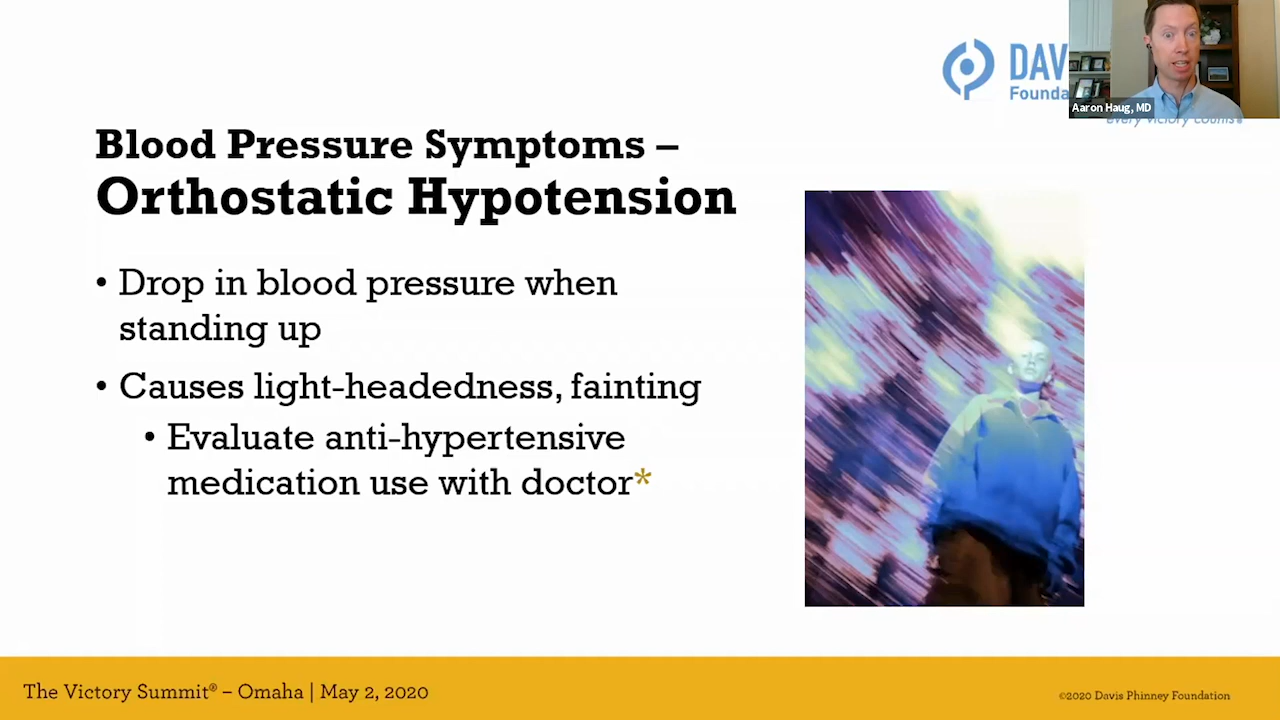 DAV
Founda
Aaron Haug, MD
every victory counts®
Blood Pressure Symptoms –
Orthostatic Hypotension
• Drop in blood pressure when
standing up
• Causes light-headedness, fainting
• Evaluate anti-hypertensive
medication use with doctor*
The Victory Summit® – Omaha | May 2, 2020
©2020 Davis Phinney Foundation